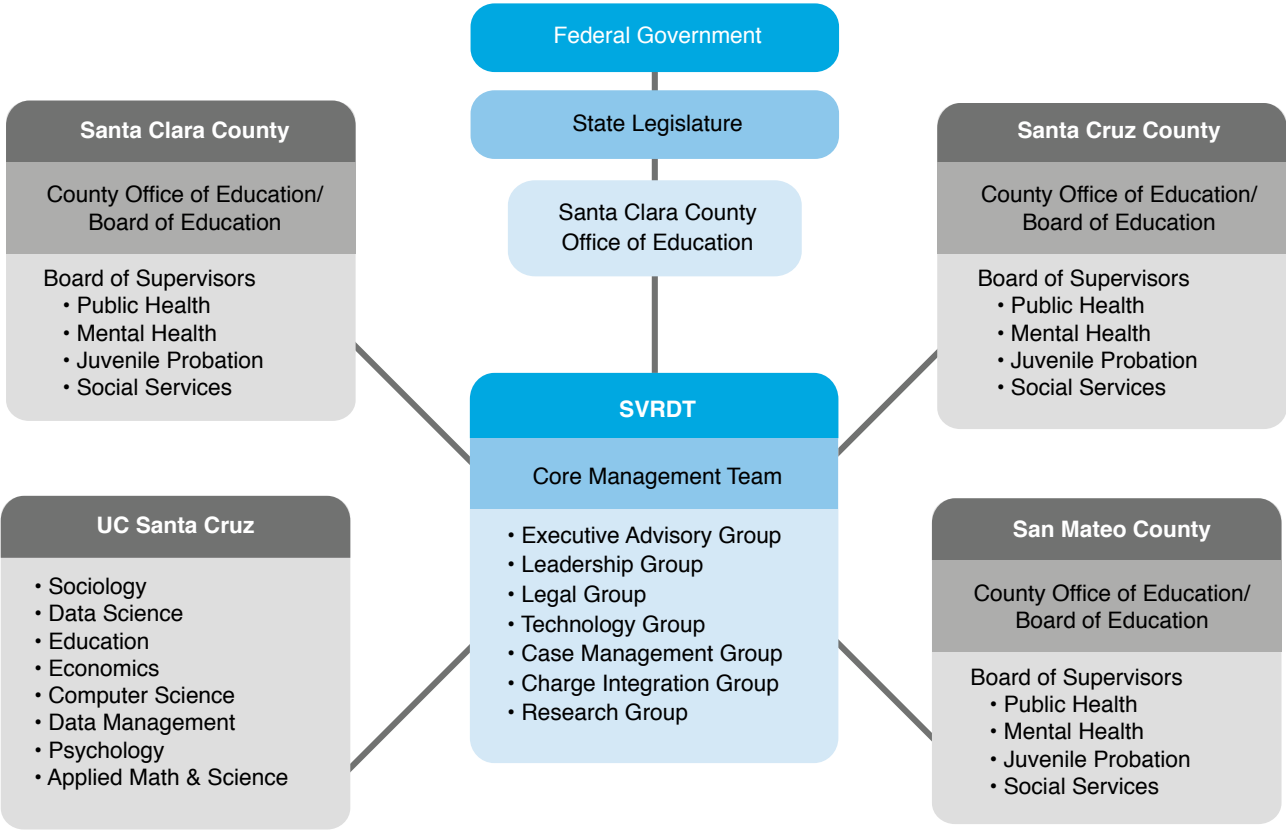 Federal Government
State Legislature
Santa Clara County
Office of Education
Santa Clara County
County Office of Education/
Board of Education
Board of Supervisors
• Public Health
• Mental Health
• Juvenile Probation
• Social Services
Santa Cruz County
County Office of Education/
Board of Education
Board of Supervisors
• Public Health
• Mental Health
• Juvenile Probation
• Social Services
SVRDT
Core Management Team
• Executive Advisory Group
• Leadership Group
• Legal Group
• Technology Group
• Case Management Group
• Charge Integration Group
• Research Group
UC Santa Cruz
• Sociology
• Data Science
• Education
• Economics
• Computer Science
• Data Management
• Psychology
• Applied Math & Science
San Mateo County
County Office of Education/
Board of Education
Board of Supervisors
• Public Health
• Mental Health
• Juvenile Probation
• Social Services